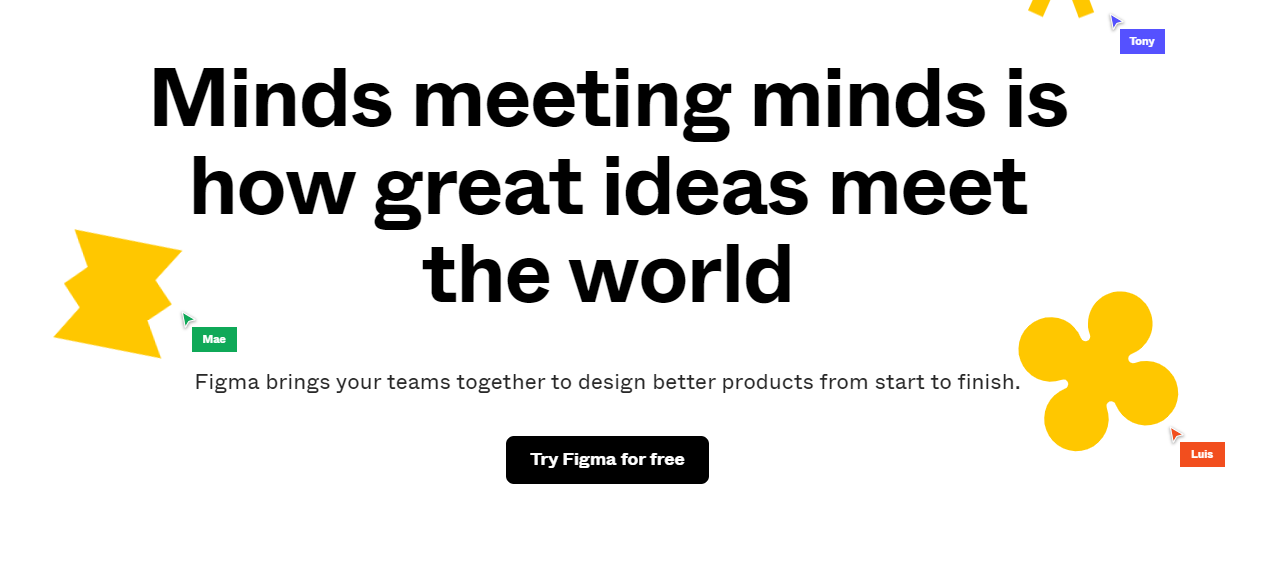 Tony
Minds meeting minds is
how great ideas meet
the world
Mae
Figma brings your teams together to design better products from start to finish.
Try Figma for free
Luis